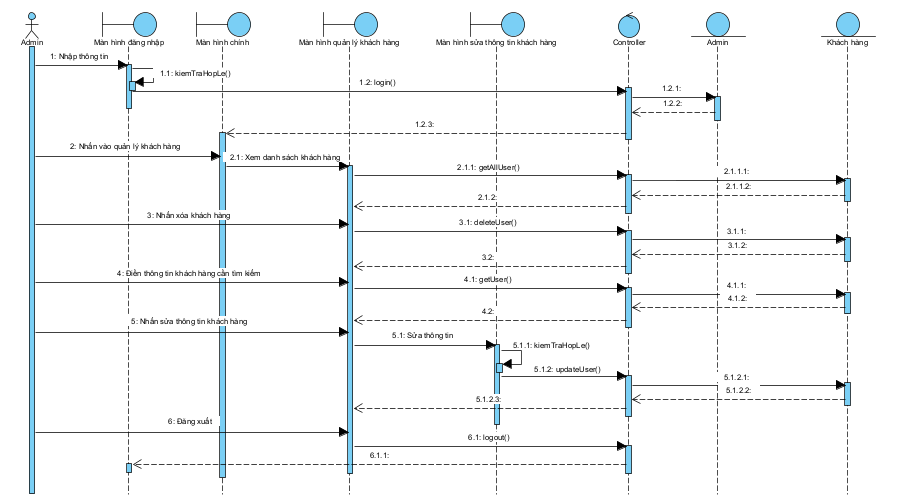 Admin
Màn hình đăng nhập
Màn hình chính
Màn hình quản lý khách hàng
Màn hình sửa thông tin khách hàng
Controller
Admin
Khách hàng
1: Nhập thông tin
1.1: kiemTraHopLe()
1.2: login()
1.2.1:
1.2.2:
1.2.3:
2: Nhấn vào quản lý khách hàng
2.1: Xem danh sách khách hàng
2.1.1: getAllUser()
2.1.1.1:
2.1.1.2:
2.1.2:
3: Nhấn xóa khách hàng
3.1: deleteUser()
3.1.1:
3.1.2:
3.2:
4: Điền thông tin khách hàng cần tìm kiếm
4.1: getUser()
4.1.1:
4.1.2:
4.2:
5: Nhấn sửa thông tin khách hàng
5.1: Sửa thông tin
5.1.1: kiemTraHopLe()
5.1.2: updateUser()
5.1.2.1:
5.1.2.2:
5.1.2.3:
6: Đăng xuất
6.1: logout()
6.1.1: